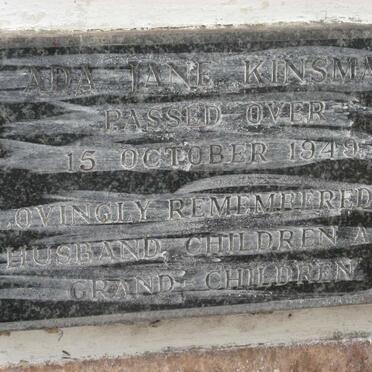 ADA JANE KINSMA
PASSED OVER
15 OCTOBER 1949
LOVINGLY REMEMBERED
HUSBAND, CHILDREN A
GRAND CHILDREN